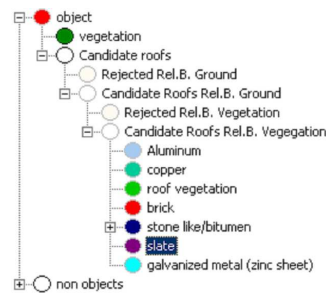 object
vegetation
Candidate roofs
Rejected Rel.B. Ground
Candidate Roofs Rel.B. Ground
Rejected Rel.B. Vegetation
Candidate Roofs Rel.B. Vegegation
Aluminum
copper
roof vegetation
brick
stone like/bitumen
slate
galvanized metal (zinc sheet)
non objects